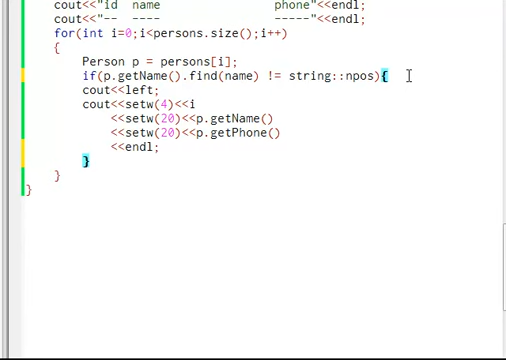 cout<<"id  name                 phone"<<endl;
cout<<"--  ----                 -----"<<endl;
for(int i=0;i<persons.size();i++)
{
Person p = persons[i];
if(p.getName().find(name) != string::npos){
cout<<left;
cout<<setw(4)<<i
<<setw(20)<<p.getName()
<<setw(20)<<p.getPhone()
<<endl;
}
}
}